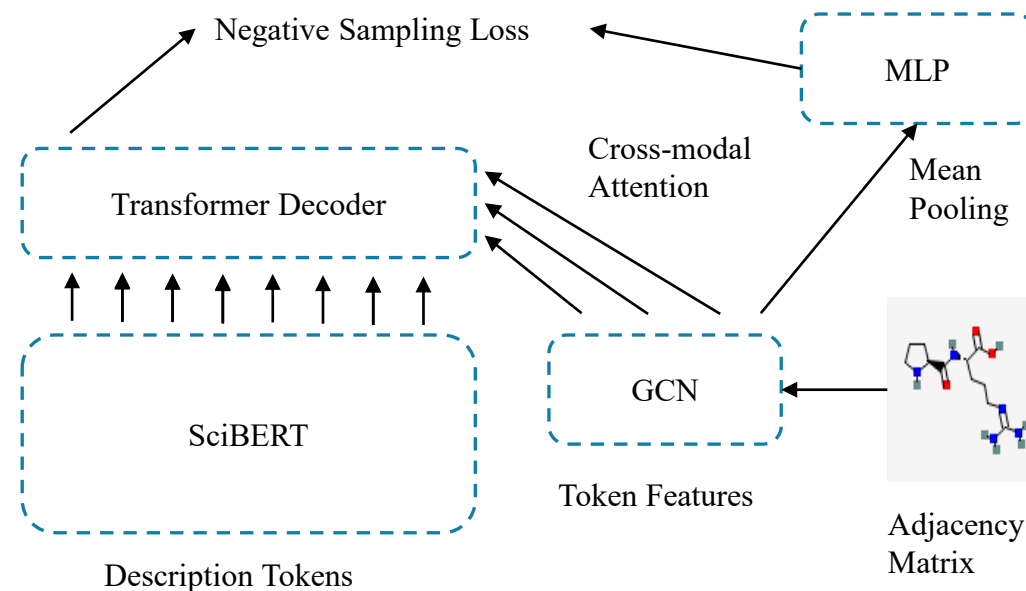 Negative Sampling Loss
MLP
Cross-modal
Attention
Mean
Pooling
Transformer Decoder
SciBERT
GCN
Token Features
Adjacency
Matrix
Description Tokens